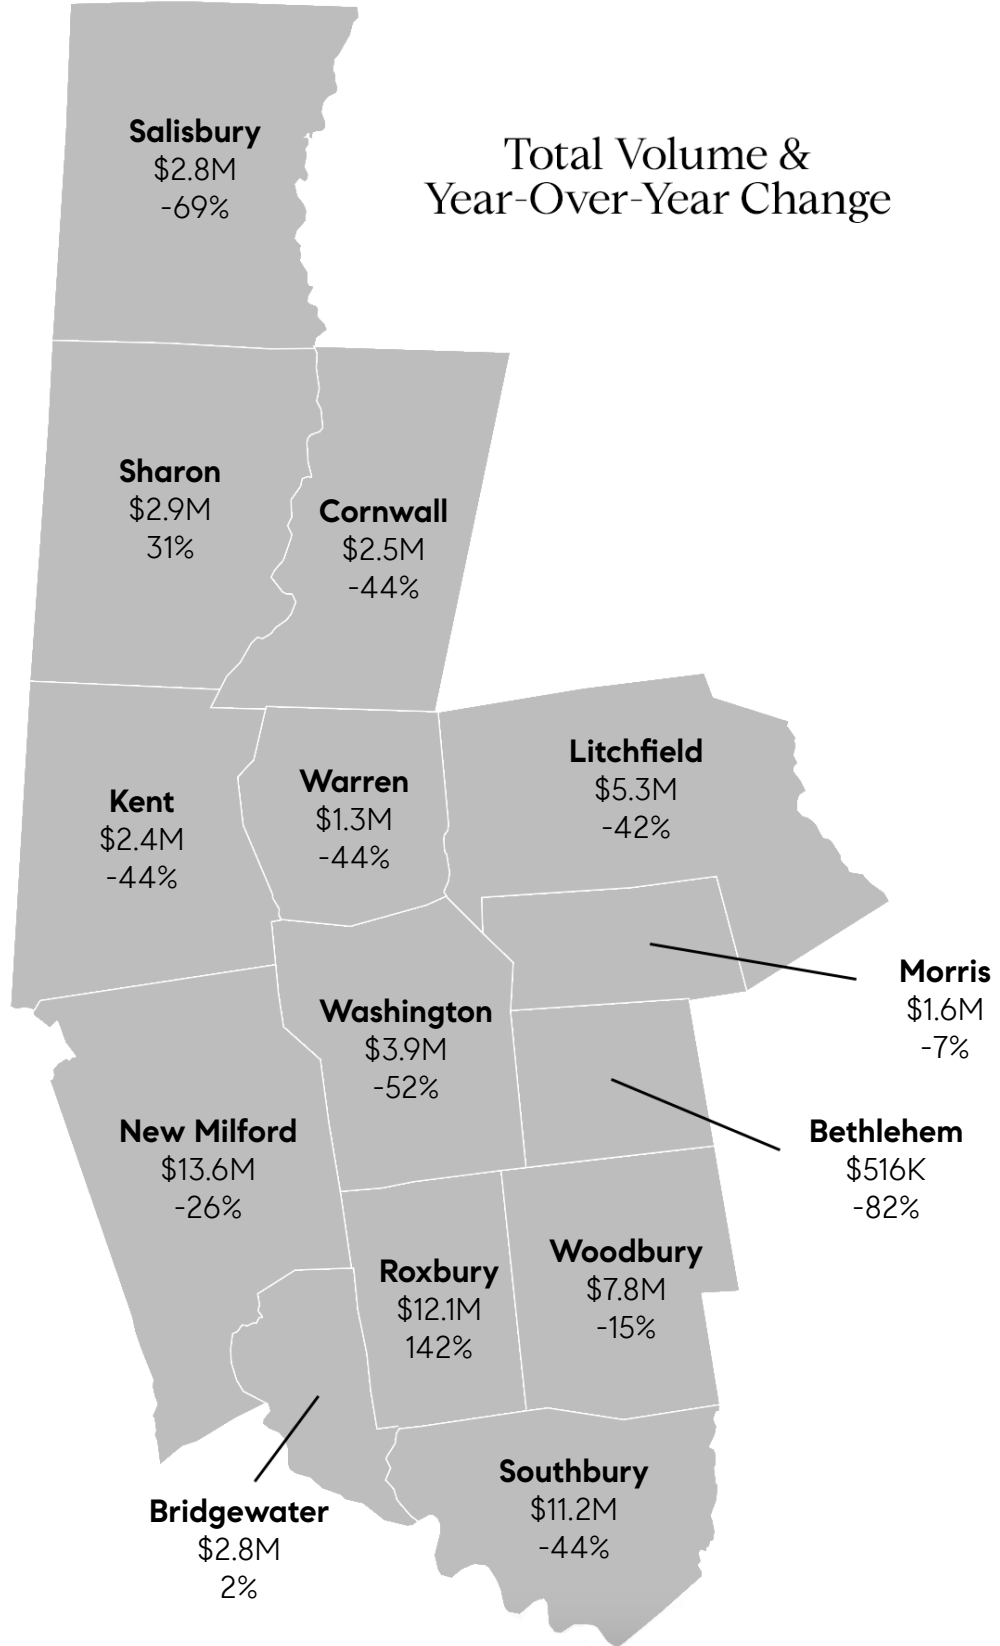 Total Volume &
Year-Over-Year Change
Salisbury
$2.8M
-69%
Sharon
$2.9M
31%
Cornwall
$2.5M
-44%
Litchfield
$5.3M
-42%
Warren
$1.3M
-44%
Kent
$2.4M
-44%
Morris
$1.6M
-7%
Washington
$3.9M
-52%
New Milford
$13.6M
-26%
Bethlehem
$516K
-82%
Woodbury
$7.8M
-15%
Roxbury
$12.1M
142%
Southbury
$11.2M
-44%
Bridgewater
$2.8M
2%